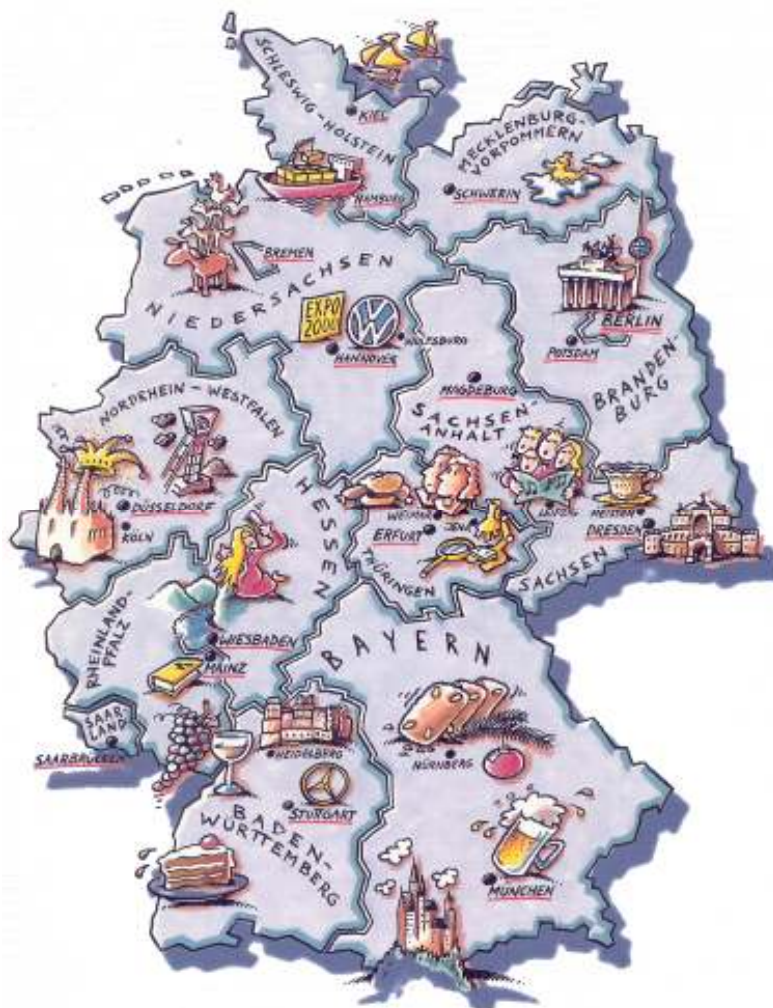 SCHLESWIG-HOLSTEIN
KIEL
MECKLENBURG-
VORPOMMERN
SCHWERIN
HAMBURG
BREMEN
NIEDERSACHSEN
EXPO
2000
VW
WOLFSBURG
HANNOVER
BERLIN
POTSDAM
BRANDEN-
BURG
MAGDEBURG
SACHSEN-
ANHALT
NORDRHEIN-WESTFALEN
DÜSSELDORF
KÖLN
HESSEN
WEIMAR
ERFURT
JENA
THÜRINGEN
LEIPZIG
MEISSEN
DRESDEN
SACHSEN
RHEINLAND-
PFALZ
WIESBADEN
MAINZ
SAAR-
LAND
SAARBRÜCKEN
BAYERN
HEIDELBERG
STUTTGART
BADEN-
WÜRTTEMBERG
NÜRNBERG
MÜNCHEN